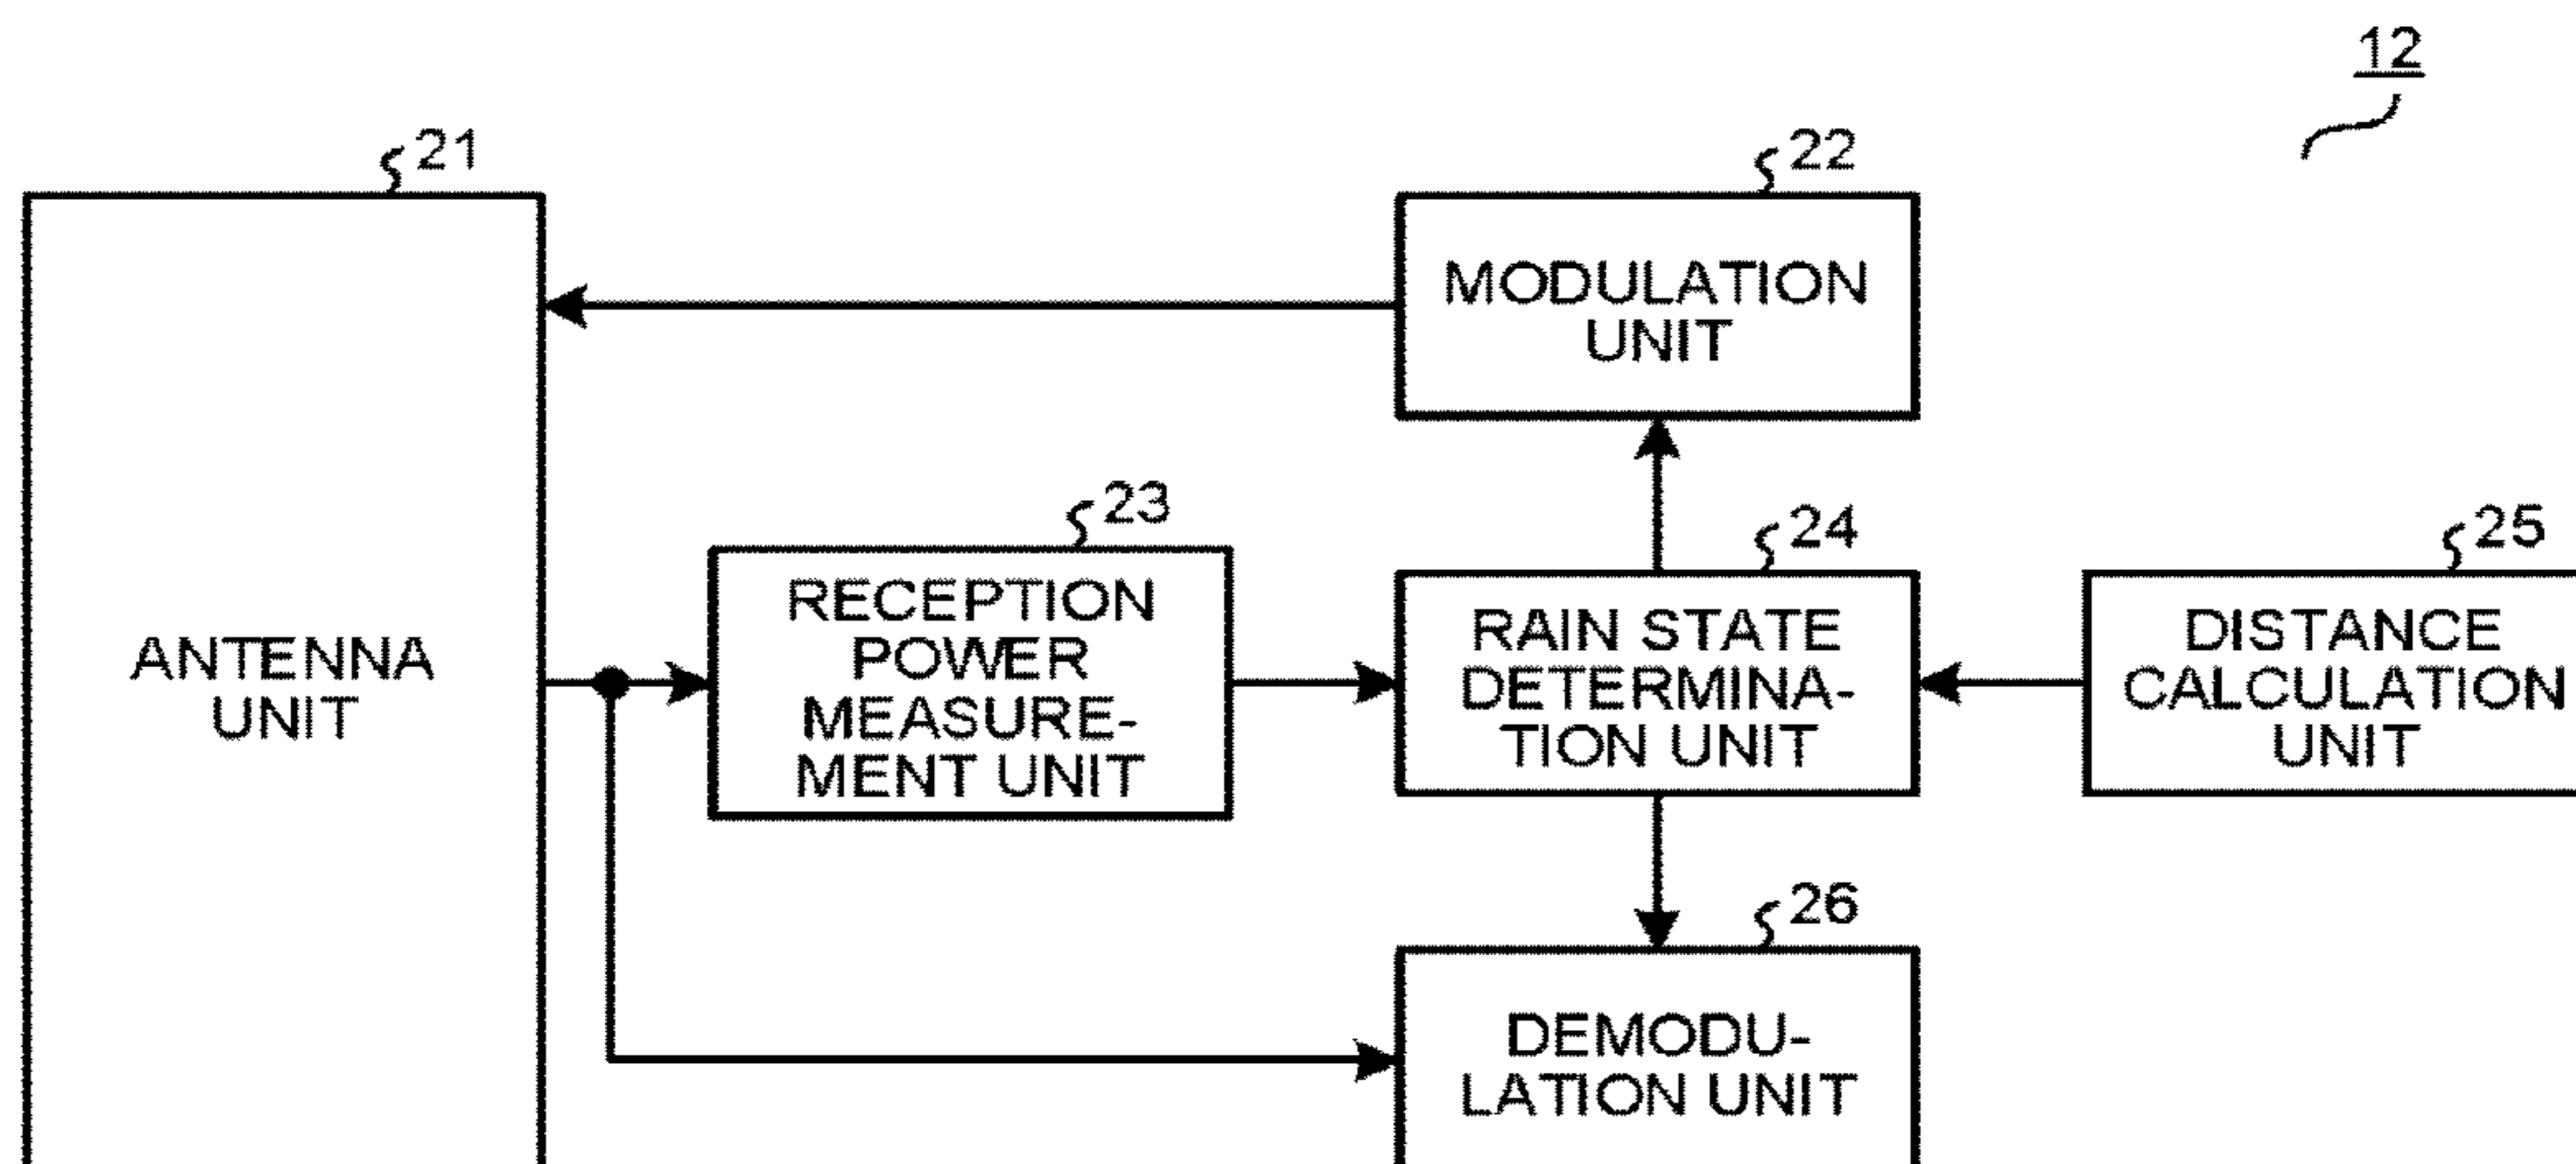 12
21
22
MODULATION
UNIT
23
24
25
RECEPTION
POWER
MEASURE-
MENT UNIT
RAIN STATE
DETERMINA-
TION UNIT
DISTANCE
CALCULATION
UNIT
ANTENNA
UNIT
26
DEMODU-
LATION UNIT